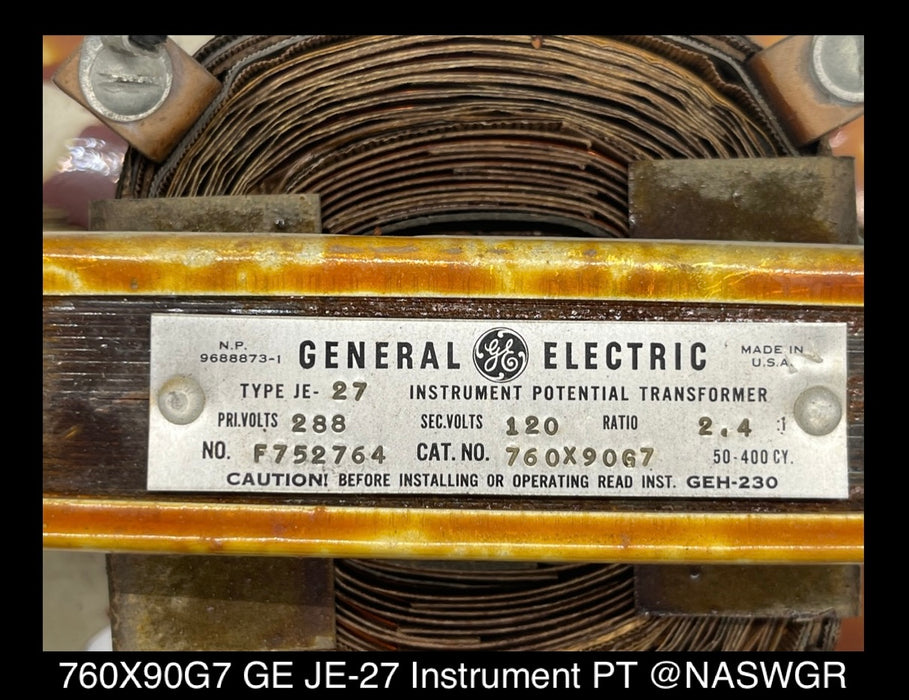 N.P.
9688873-1
GENERAL GE ELECTRIC
MADE IN
U.S.A.
TYPE JE- 27 INSTRUMENT POTENTIAL TRANSFORMER
PRI.VOLTS 288 SEC.VOLTS 120 RATIO 2.4 :1
NO. F752764 CAT. NO. 760X90G7 50-400 CY.
CAUTION! BEFORE INSTALLING OR OPERATING READ INST. GEH-230
760X90G7 GE JE-27 Instrument PT @NASWGR